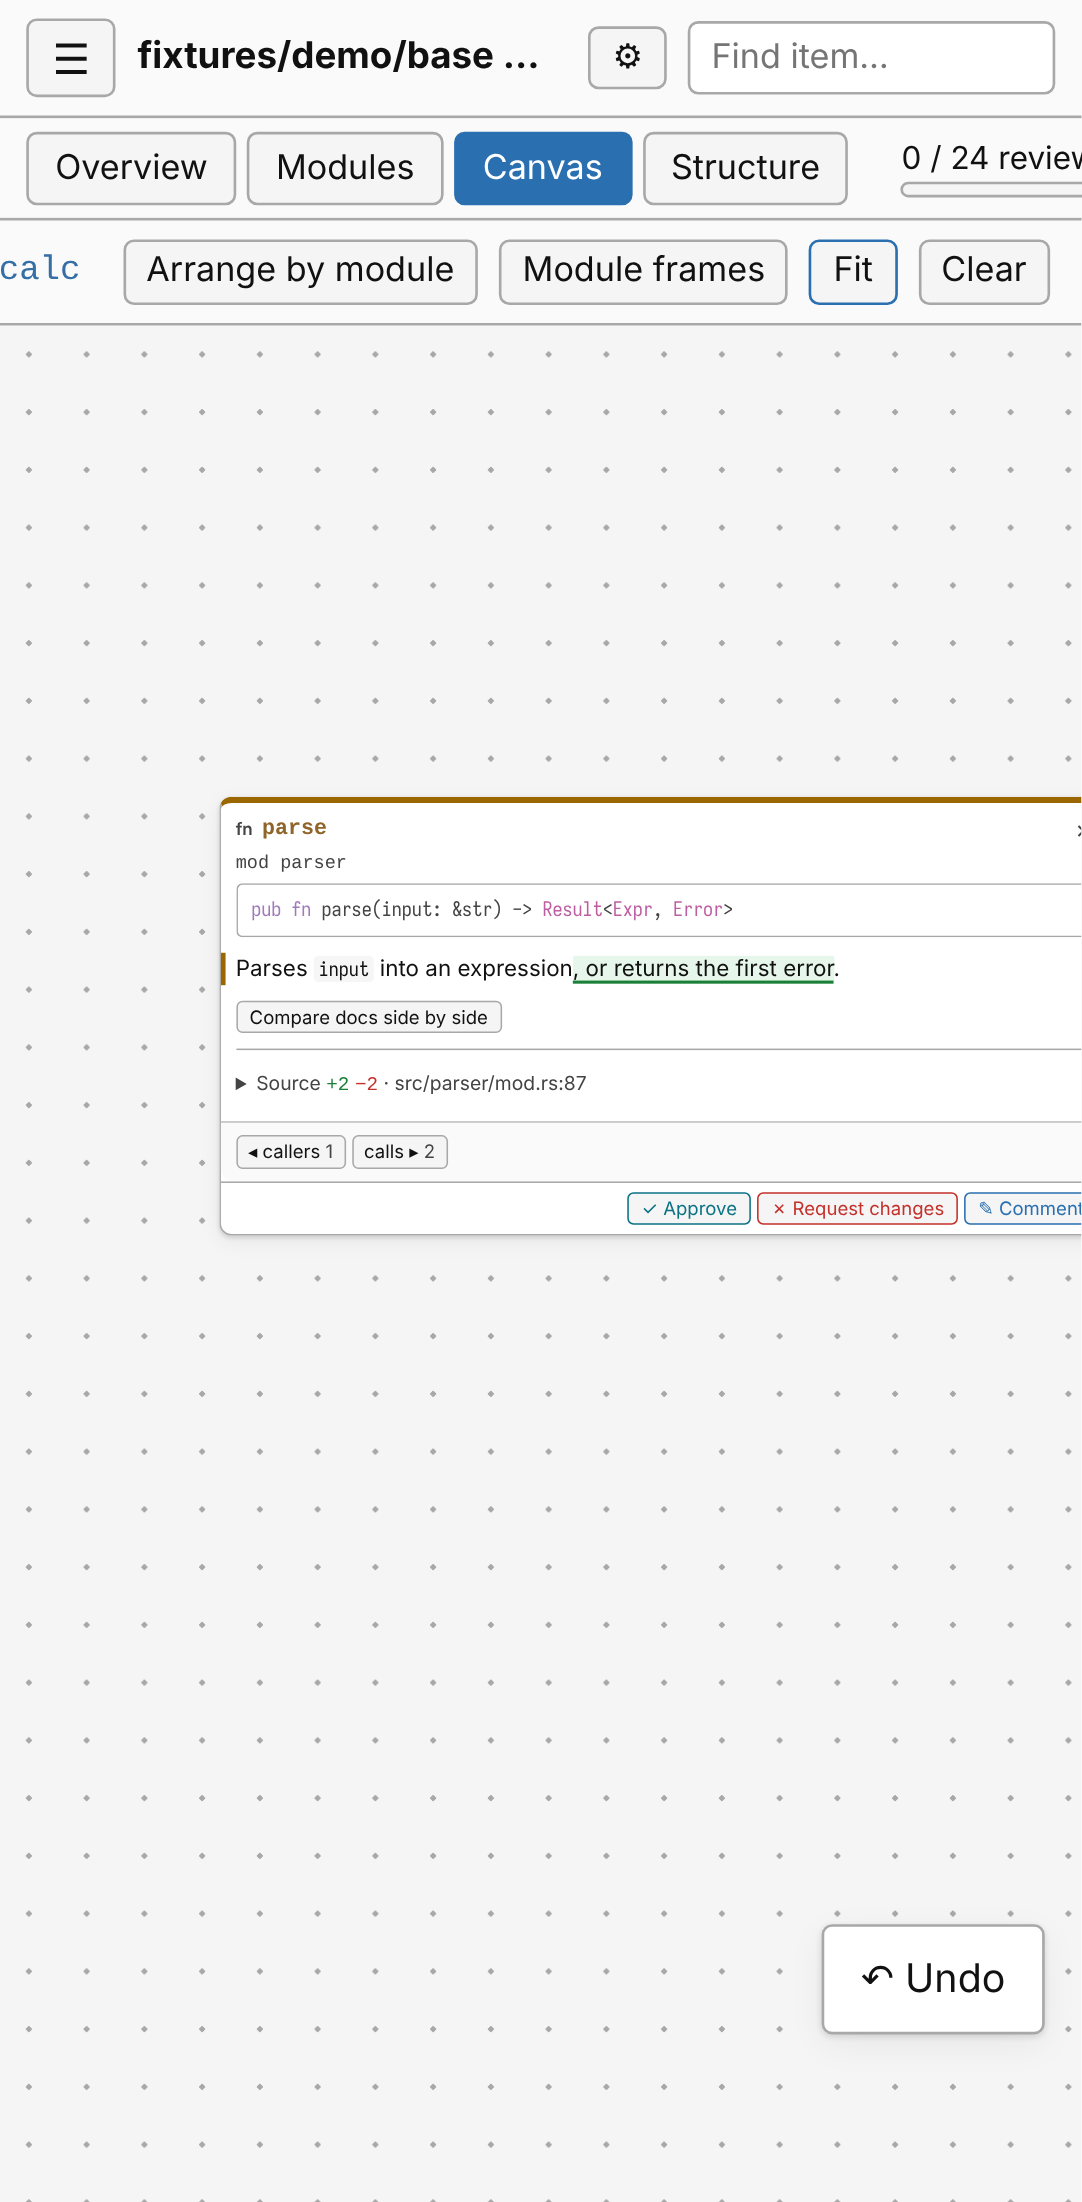 ☰ fixtures/demo/base ... ⚙ Find item...
Overview Modules Canvas Structure 0 / 24 review
calc Arrange by module Module frames Fit Clear
fn parse
mod parser
pub fn parse(input: &str) -> Result<Expr, Error>
Parses input into an expression, or returns the first error.
Compare docs side by side
▶ Source +2 −2 · src/parser/mod.rs:87
◂ callers 1 calls ▸ 2
✓ Approve × Request changes ✎ Comment
↶ Undo